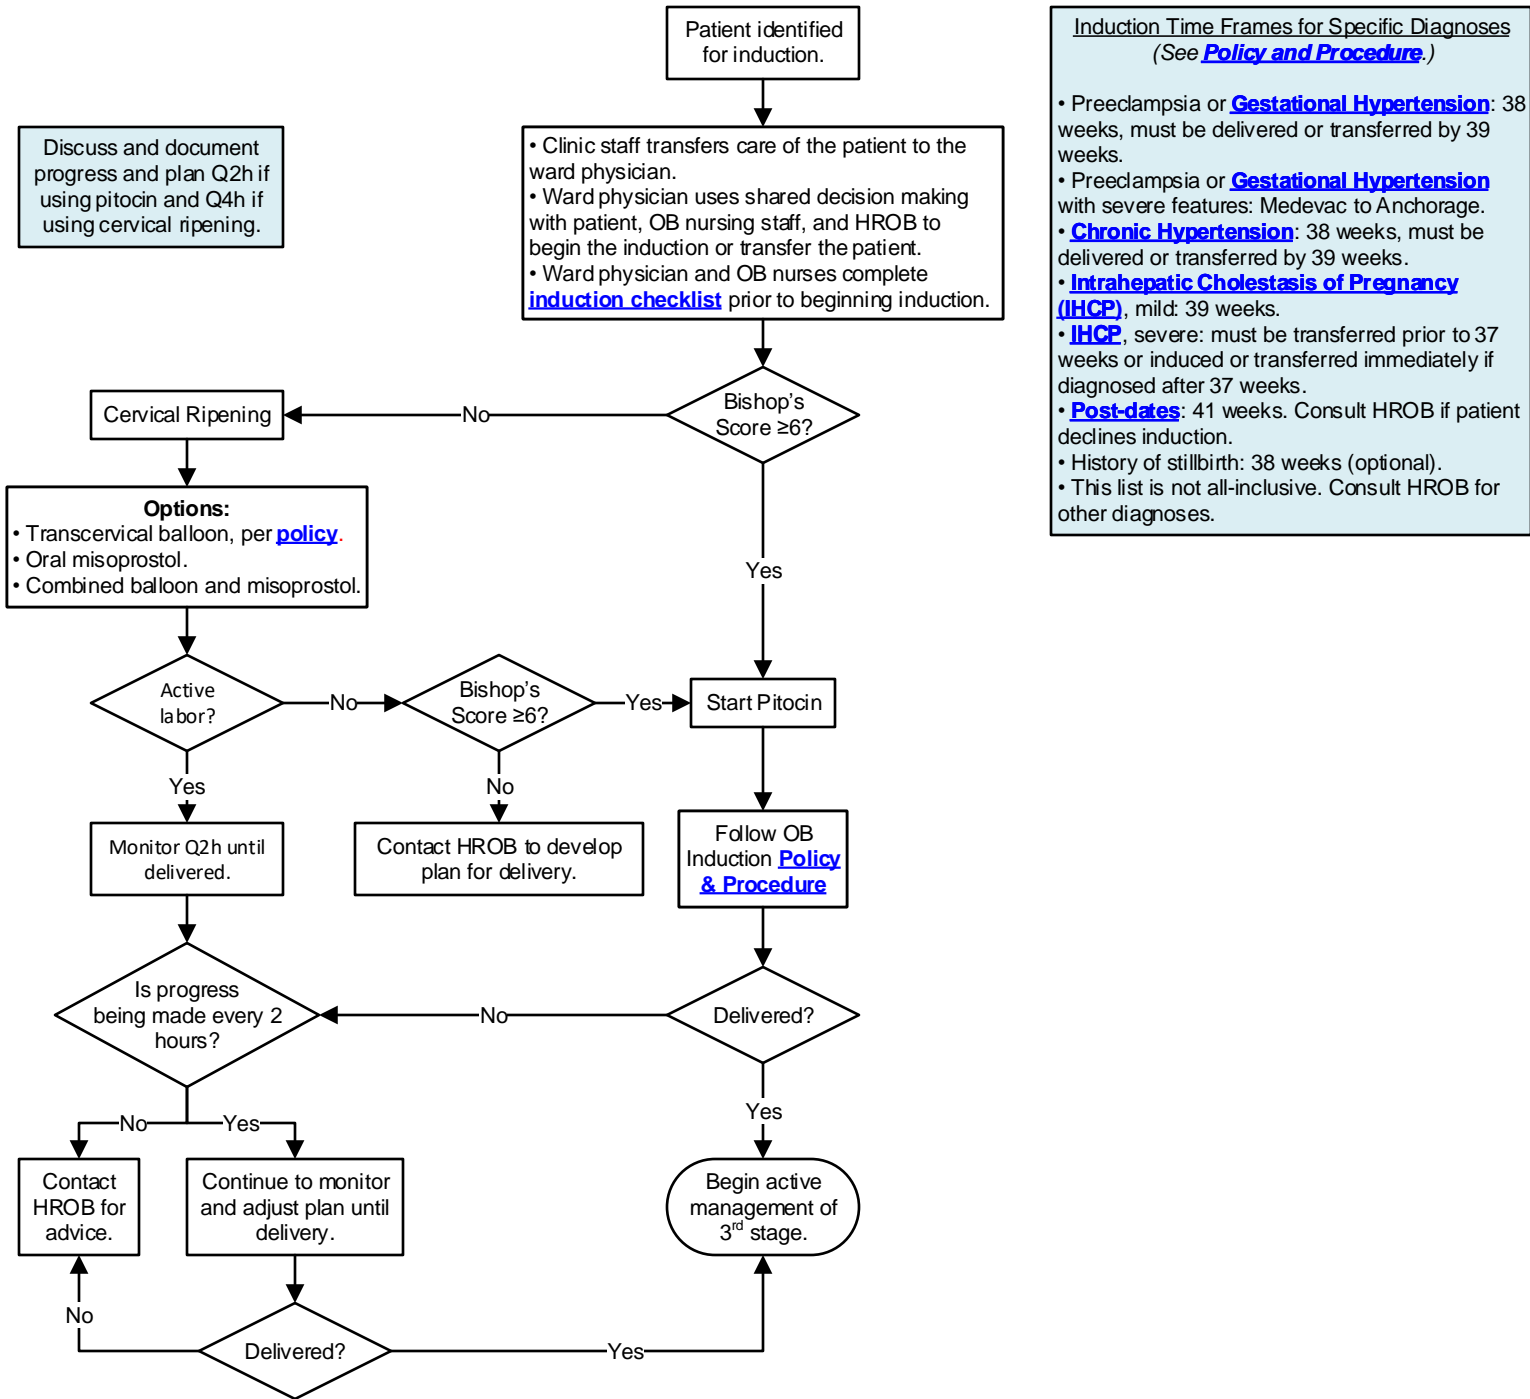 Patient identified
for induction.
Discuss and document
progress and plan Q2h if
using pitocin and Q4h if
using cervical ripening.
• Clinic staff transfers care of the patient to the
ward physician.
• Ward physician uses shared decision making
with patient, OB nursing staff, and HROB to
begin the induction or transfer the patient.
• Ward physician and OB nurses complete
induction checklist prior to beginning induction.
Induction Time Frames for Specific Diagnoses
(See Policy and Procedure.)
• Preeclampsia or Gestational Hypertension: 38
weeks, must be delivered or transferred by 39
weeks.
• Preeclampsia or Gestational Hypertension
with severe features: Medevac to Anchorage.
• Chronic Hypertension: 38 weeks, must be
delivered or transferred by 39 weeks.
• Intrahepatic Cholestasis of Pregnancy
(IHCP), mild: 39 weeks.
• IHCP, severe: must be transferred prior to 37
weeks or induced or transferred immediately if
diagnosed after 37 weeks.
• Post-dates: 41 weeks. Consult HROB if patient
declines induction.
• History of stillbirth: 38 weeks (optional).
• This list is not all-inclusive. Consult HROB for
other diagnoses.
Bishop's
Score ≥6?
No
Cervical Ripening
Options:
• Transcervical balloon, per policy.
• Oral misoprostol.
• Combined balloon and misoprostol.
Yes
Active
labor?
No
Bishop's
Score ≥6?
Yes
Start Pitocin
Yes
No
Monitor Q2h until
delivered.
Contact HROB to develop
plan for delivery.
Follow OB
Induction Policy
& Procedure
Is progress
being made every 2
hours?
No
Delivered?
No
Yes
Yes
Contact
HROB for
advice.
Continue to monitor
and adjust plan until
delivery.
Begin active
management of
3rd stage.
No
Delivered?
Yes